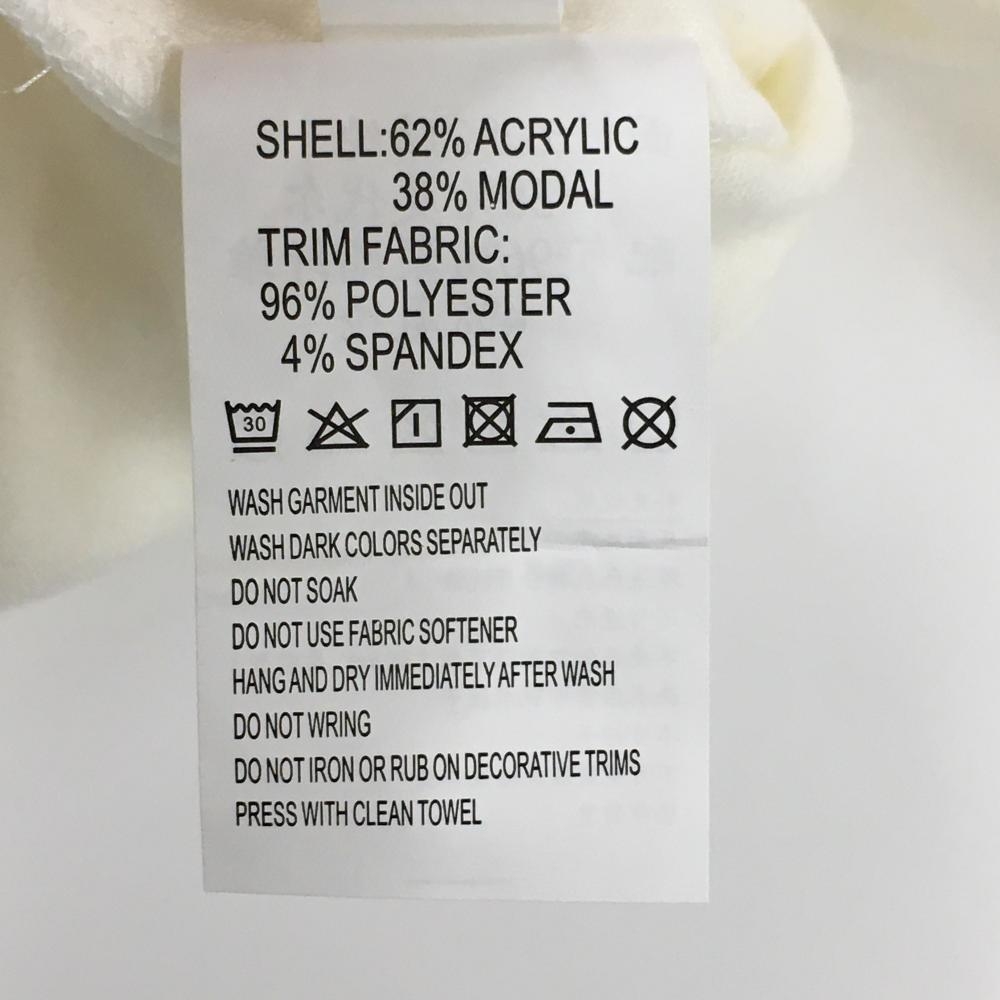 SHELL:62% ACRYLIC
38% MODAL
TRIM FABRIC:
96% POLYESTER
4% SPANDEX
30
WASH GARMENT INSIDE OUT
WASH DARK COLORS SEPARATELY
DO NOT SOAK
DO NOT USE FABRIC SOFTENER
HANG AND DRY IMMEDIATELY AFTER WASH
DO NOT WRING
DO NOT IRON OR RUB ON DECORATIVE TRIMS
PRESS WITH CLEAN TOWEL